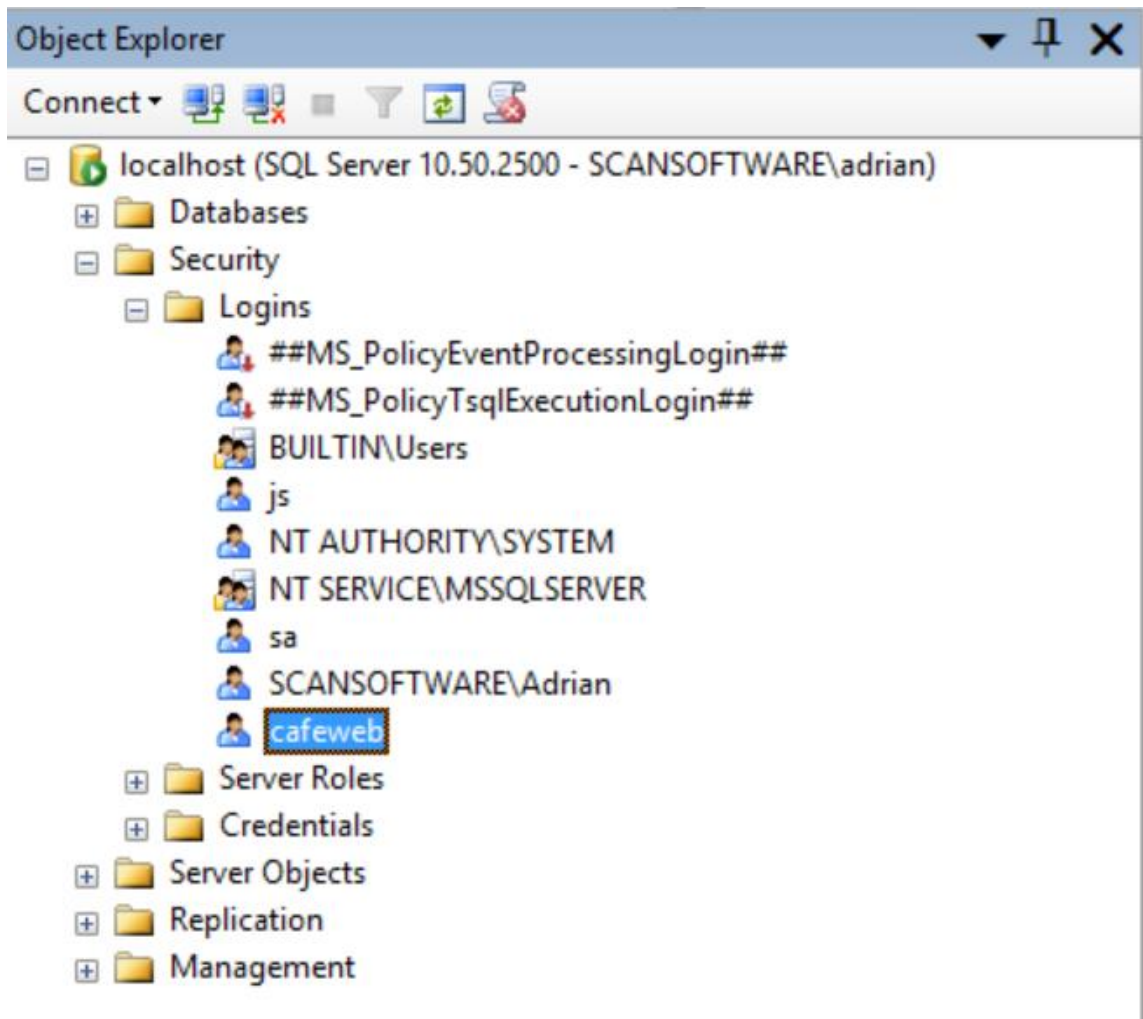 Object Explorer
Connect
localhost (SQL Server 10.50.2500 - SCANSOFTWARE\adrian)
Databases
Security
Logins
##MS_PolicyEventProcessingLogin##
##MS_PolicyTsqlExecutionLogin##
BUILTIN\Users
js
NT AUTHORITY\SYSTEM
NT SERVICE\MSSQLSERVER
sa
SCANSOFTWARE\Adrian
cafeweb
Server Roles
Credentials
Server Objects
Replication
Management